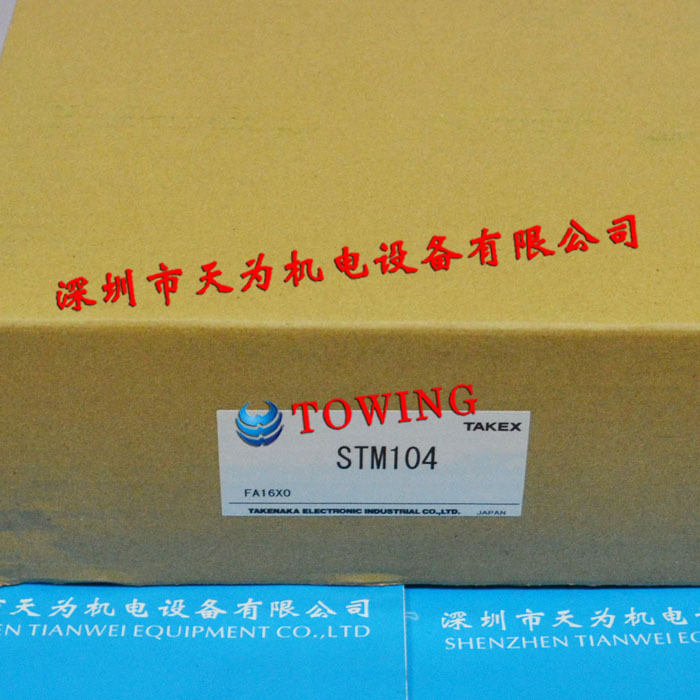 深圳市天为机电设备有限公司
TOWING
TAKEX
STM104
FA16X0
TAKENAKA ELECTRONIC INDUSTRIAL CO.,LTD. JAPAN
市天为机电设备有限公司
EN TIANWEI EQUIPMENT CO.,LTD
深圳市天为机电
SHENZHEN TIANWEI EQUIPM